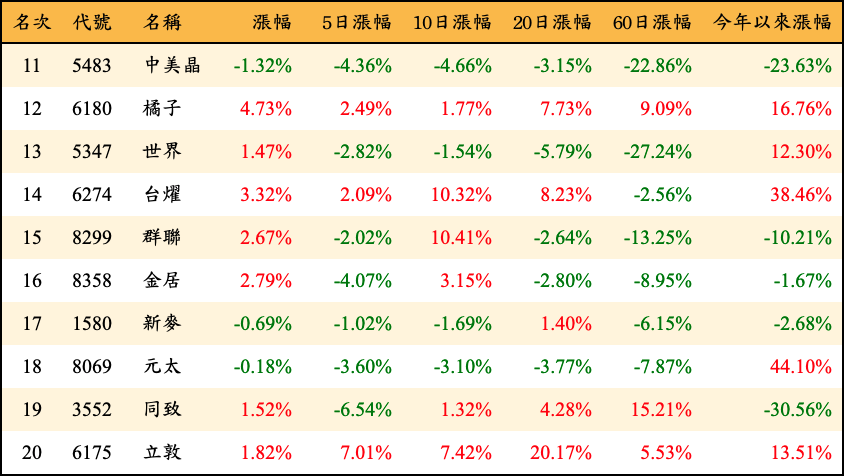 名次 代號 名稱 漲幅 5日漲幅 10日漲幅 20日漲幅 60日漲幅 今年以來漲幅
11 5483 中美晶 -1.32% -4.36% -4.66% -3.15% -22.86% -23.63%
12 6180 橘子 4.73% 2.49% 1.77% 7.73% 9.09% 16.76%
13 5347 世界 1.47% -2.82% -1.54% -5.79% -27.24% 12.30%
14 6274 台燿 3.32% 2.09% 10.32% 8.23% -2.56% 38.46%
15 8299 群聯 2.67% -2.02% 10.41% -2.64% -13.25% -10.21%
16 8358 金居 2.79% -4.07% 3.15% -2.80% -8.95% -1.67%
17 1580 新麥 -0.69% -1.02% -1.69% 1.40% -6.15% -2.68%
18 8069 元太 -0.18% -3.60% -3.10% -3.77% -7.87% 44.10%
19 3552 同致 1.52% -6.54% 1.32% 4.28% 15.21% -30.56%
20 6175 立敦 1.82% 7.01% 7.42% 20.17% 5.53% 13.51%